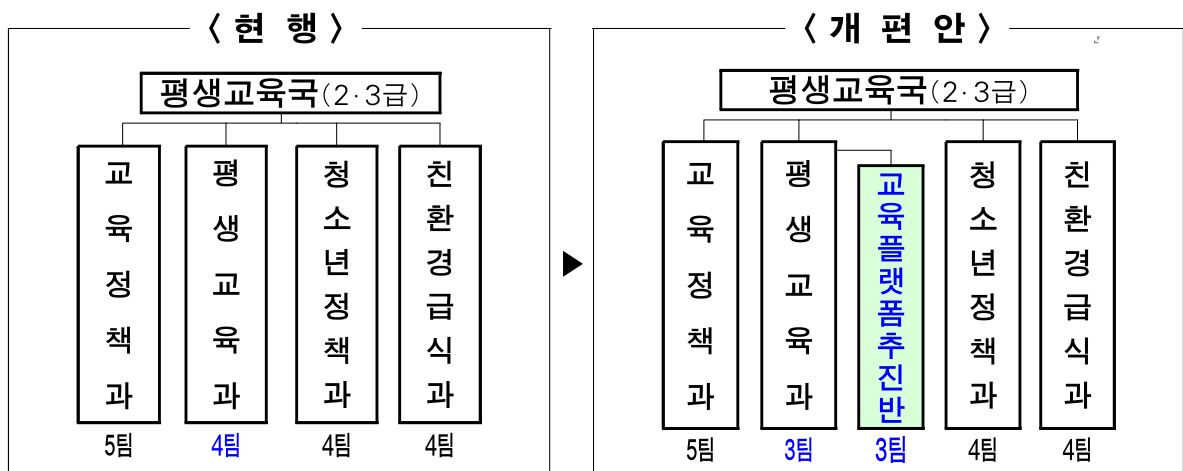 〈 현 행 〉
평생교육국(2·3급)
교육정책과
평생교육과
청소년정책과
친환경급식과
5팀
4팀
4팀
4팀
▶
〈 개 편 안 〉
평생교육국(2·3급)
교육정책과
평생교육과
교육플랫폼추진반
청소년정책과
친환경급식과
5팀
3팀
3팀
4팀
4팀